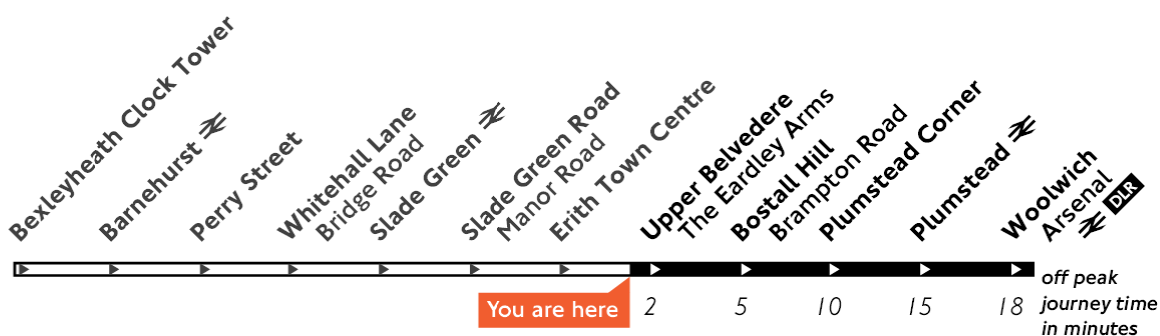 Bexleyheath Clock Tower
Barnehurst
Perry Street
Whitehall Lane
Bridge Road
Slade Green
Slade Green Road
Manor Road
Erith Town Centre
Upper Belvedere
The Eardley Arms
Bostall Hill
Brampton Road
Plumstead Corner
Plumstead
Woolwich
Arsenal
DLR
You are here
2 5 10 15 18
off peak
journey time
in minutes